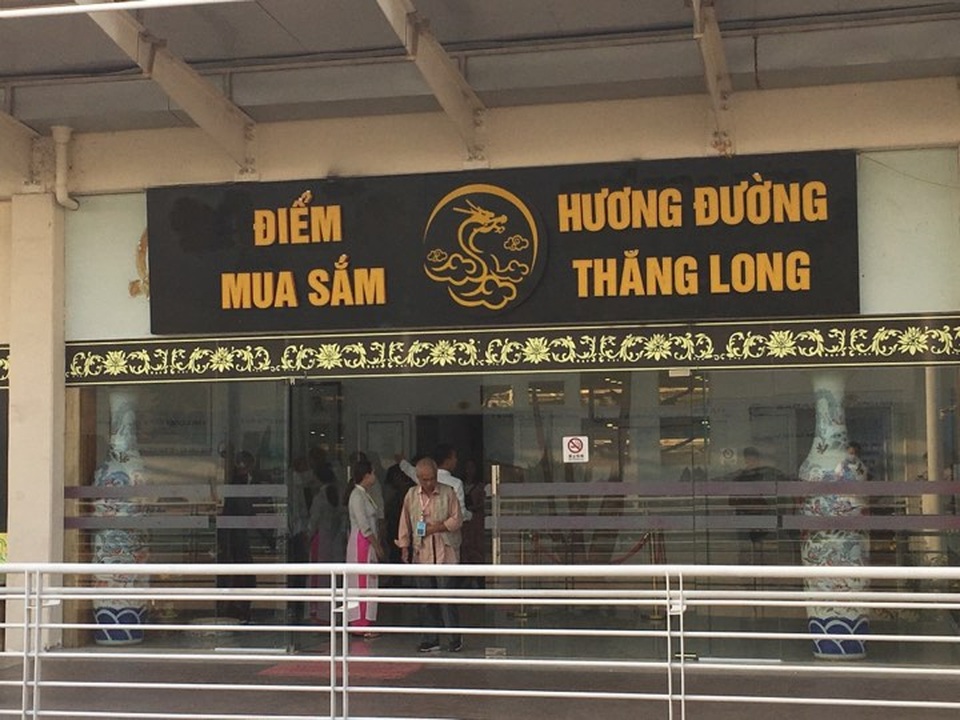 ĐIỂM
MUA SẮM
HƯƠNG ĐƯỜNG
THĂNG LONG